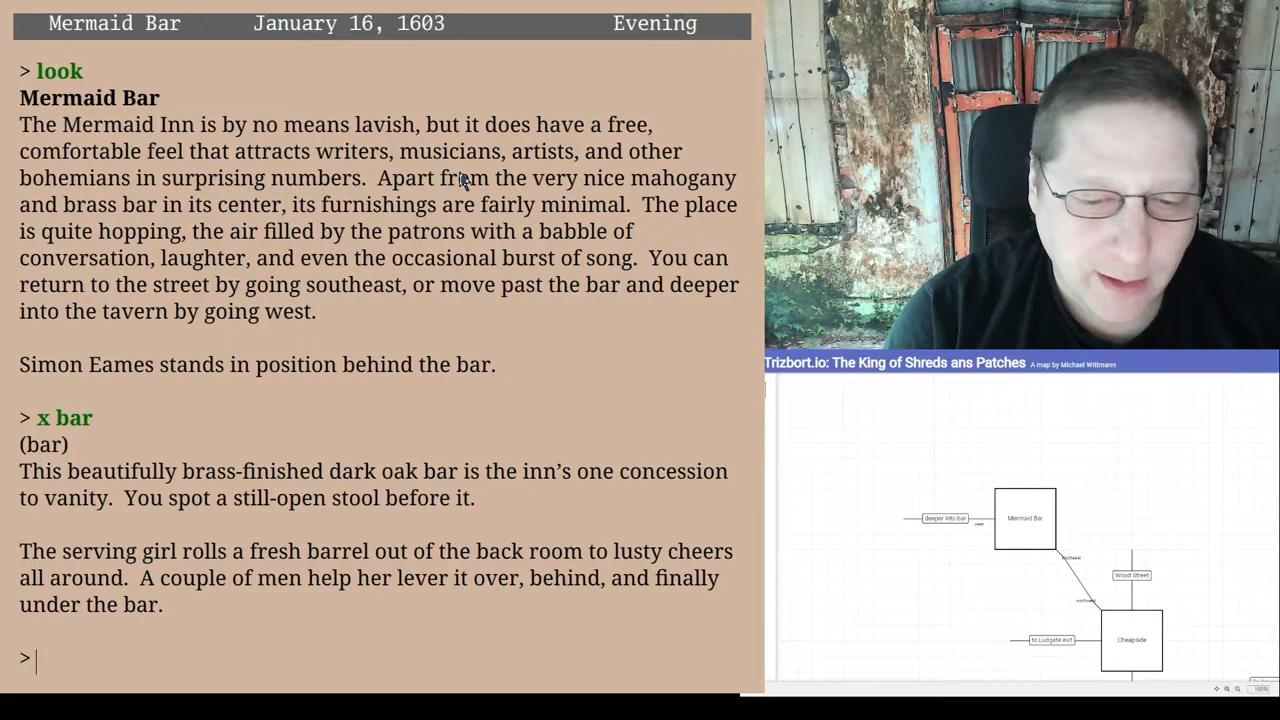 Mermaid Bar January 16, 1603 Evening
> look
Mermaid Bar
The Mermaid Inn is by no means lavish, but it does have a free,
comfortable feel that attracts writers, musicians, artists, and other
bohemians in surprising numbers. Apart from the very nice mahogany
and brass bar in its center, its furnishings are fairly minimal. The place
is quite hopping, the air filled by the patrons with a babble of
conversation, laughter, and even the occasional burst of song. You can
return to the street by going southeast, or move past the bar and deeper
into the tavern by going west.
Simon Eames stands in position behind the bar.
> x bar
(bar)
This beautifully brass-finished dark oak bar is the inn's one concession
to vanity. You spot a still-open stool before it.
The serving girl rolls a fresh barrel out of the back room to lusty cheers
all around. A couple of men help her lever it over, behind, and finally
under the bar.
>
Trizbort.io: The King of Shreds ans Patches A map by Michael Wittmann
Mermaid Bar
deeper into bar
west
southeast
Wood Street
northwest
to Ludgate exit
Cheapside
100%